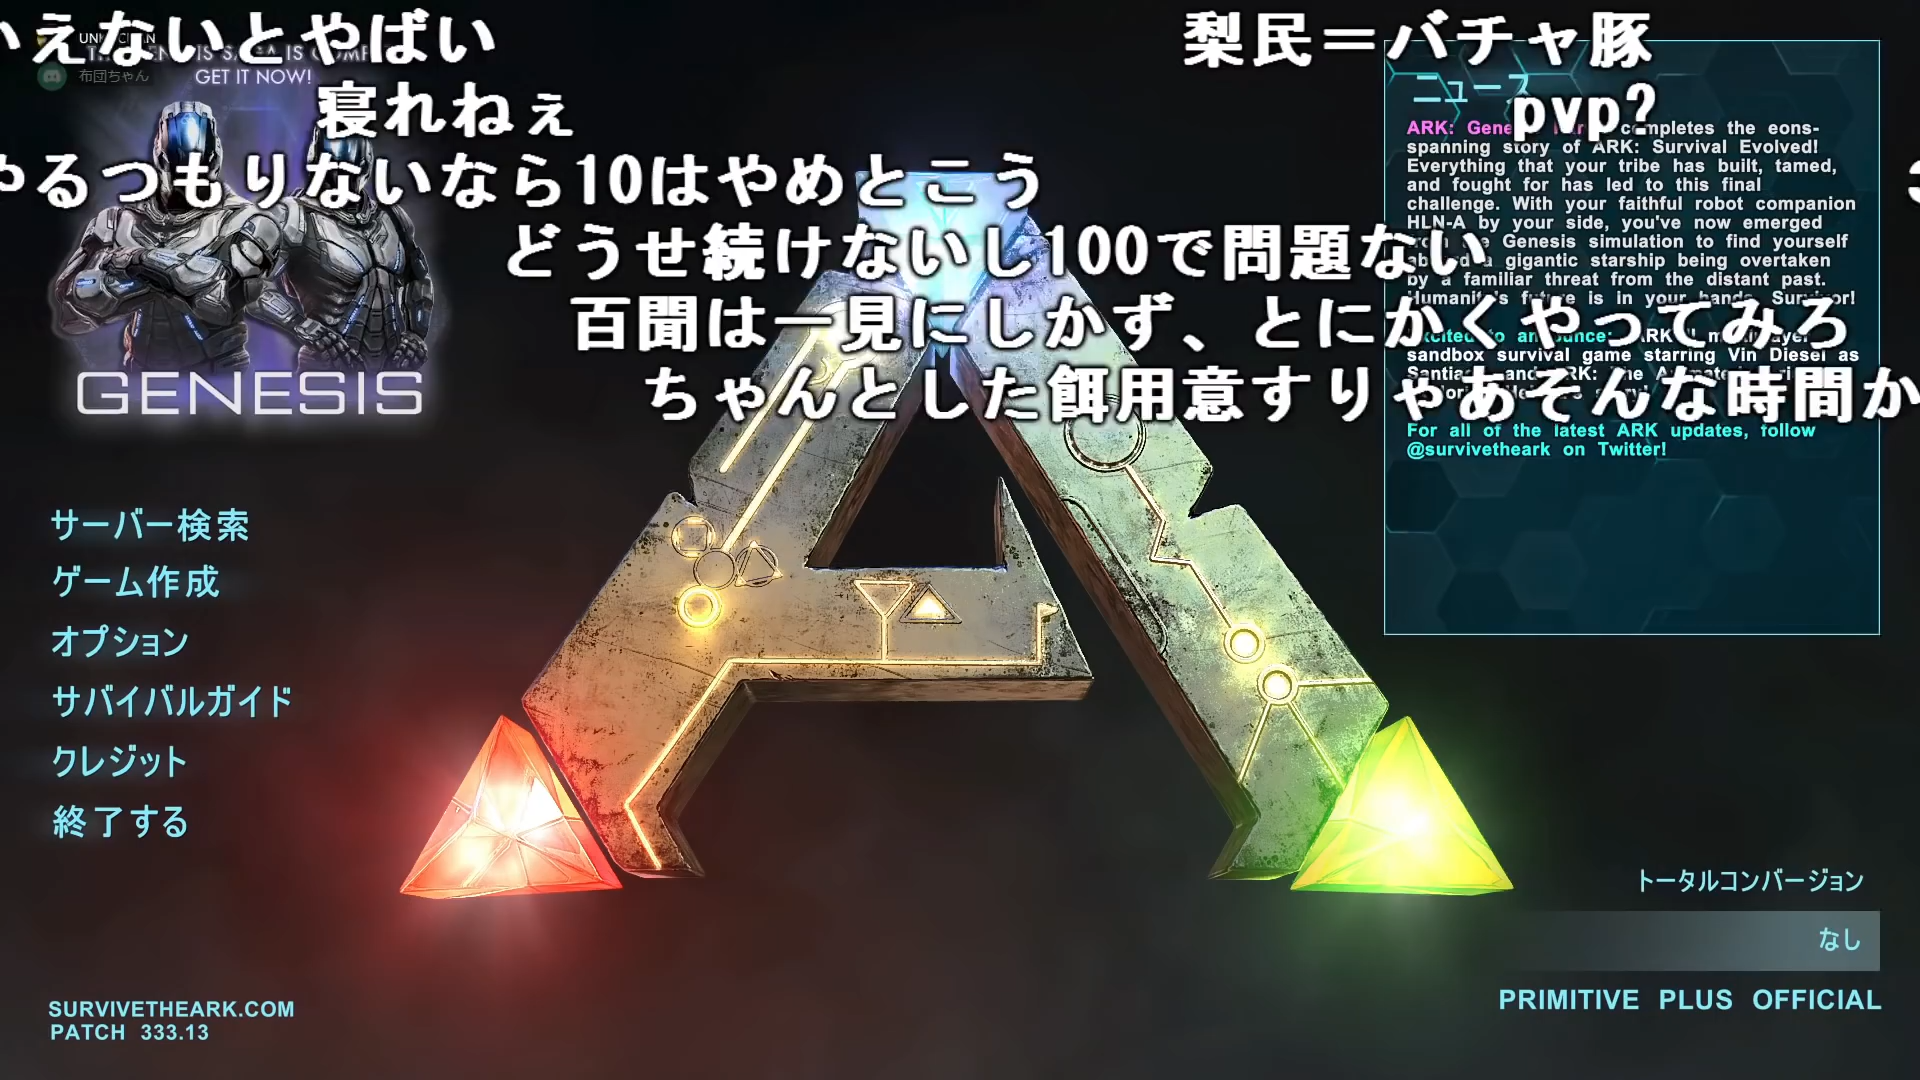 いえないとやばい
梨民＝バチャ豚
GET IT NOW!
布団ちゃん
寝れねぇ
pvp?
やるつもりないなら10はやめとこう
どうせ続けないし100で問題ない
百聞は一見にしかず、とにかくやってみろ
ちゃんとした餌用意すりゃあそんな時間か
GENESIS
サーバー検索
ゲーム作成
オプション
サバイバルガイド
クレジット
終了する
SURVIVETHEARK.COM
PATCH 333.13
ニュース
ARK: completes the eons-
spanning story of ARK: Survival Evolved!
Everything that your tribe has built, tamed,
and fought for has led to this final
challenge. With your faithful robot companion
HLN-A by your side, you've now emerged
Genesis simulation to find yourself
a gigantic starship being overtaken
by a familiar threat from the distant past.
Humanity's future is in your hands, Survivor!
sandbox survival game starring Vin Diesel as
For all of the latest ARK updates, follow
@survivetheark on Twitter!
トータルコンバージョン
なし
PRIMITIVE PLUS OFFICIAL